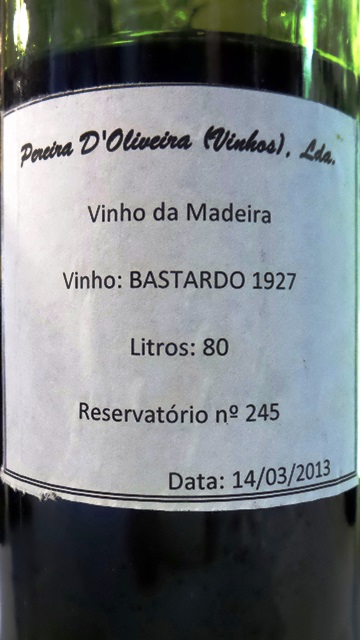 Pereira D'Oliveira (Vinhos), Lda.
Vinho da Madeira
Vinho: BASTARDO 1927
Litros: 80
Reservatório nº 245
Data: 14/03/2013